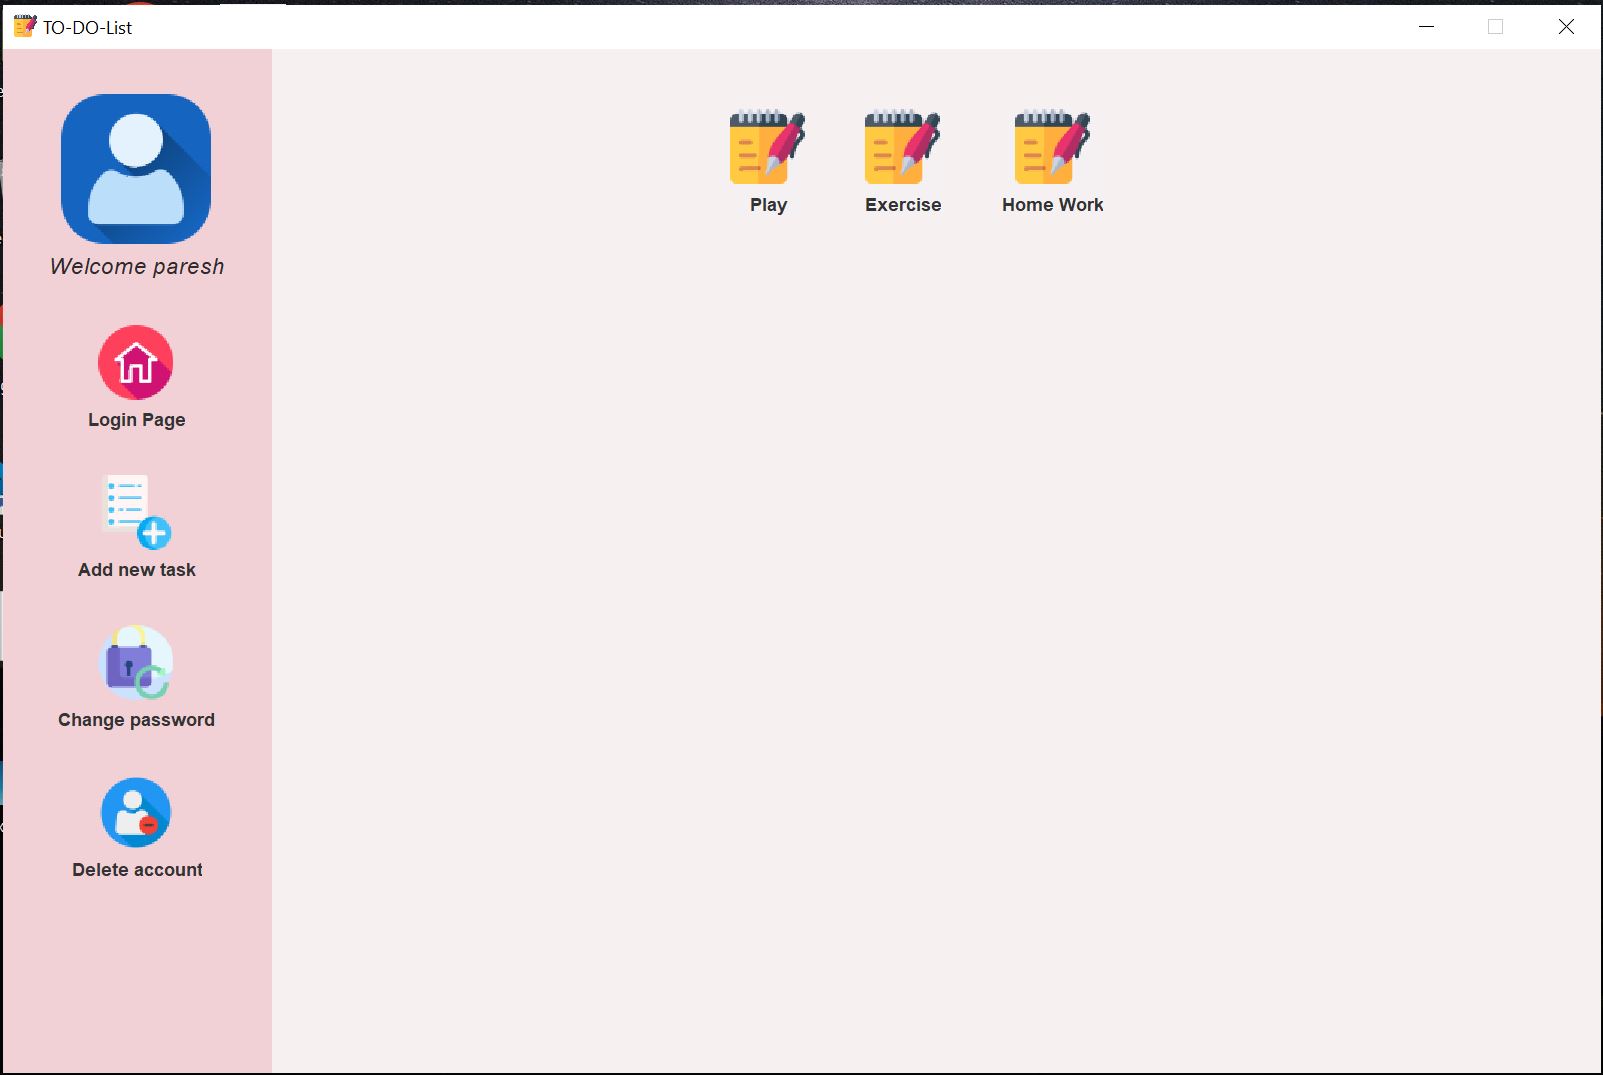 TO-DO-List
Welcome paresh
Login Page
Add new task
Change password
Delete account
Play
Exercise
Home Work